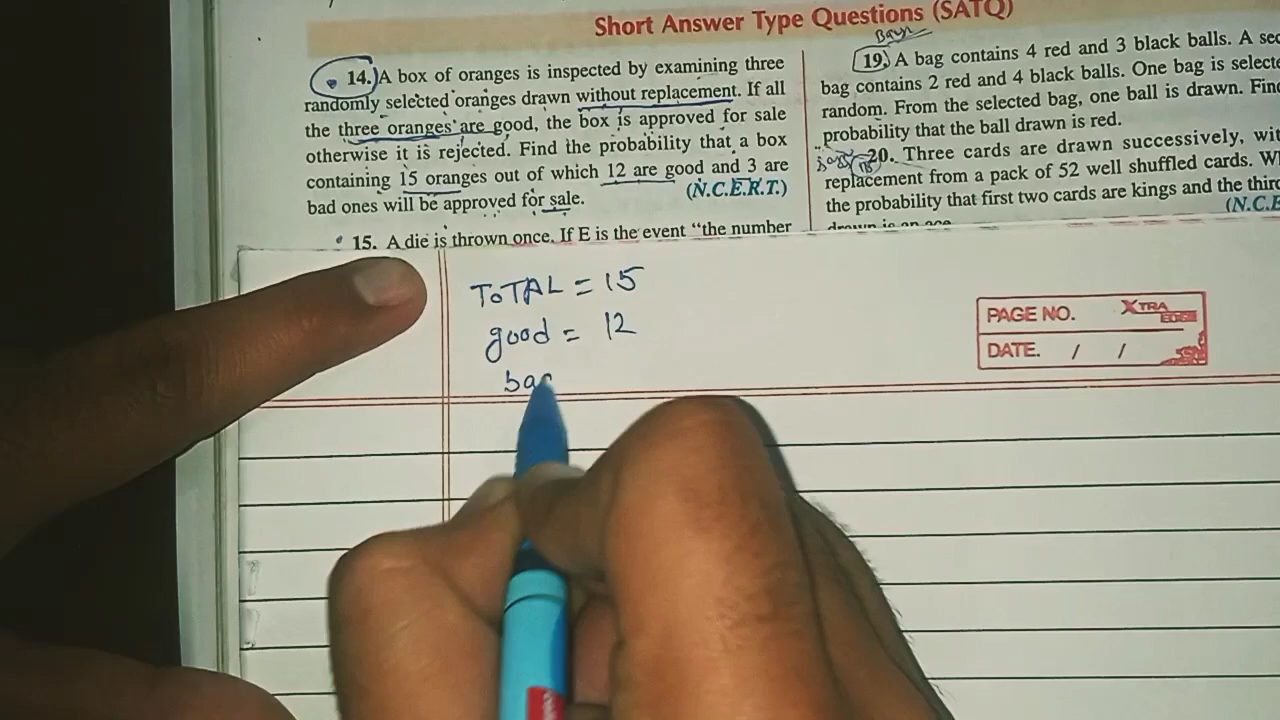 Short Answer Type Questions (SATQ)
14. A box of oranges is inspected by examining three
randomly selected oranges drawn without replacement. If all
the three oranges are good, the box is approved for sale
otherwise it is rejected. Find the probability that a box
containing 15 oranges out of which 12 are good and 3 are
bad ones will be approved for sale. (N.C.E.R.T.)
15. A die is thrown once. If E is the event "the number
19. A bag contains 4 red and 3 black balls. A sec
bag contains 2 red and 4 black balls. One bag is selecte
random. From the selected bag, one ball is drawn. Find
probability that the ball drawn is red.
20. Three cards are drawn successively, wit
replacement from a pack of 52 well shuffled cards. W
the probability that first two cards are kings and the third
(N.C.E
TOTAL = 15
good = 12
ba
PAGE NO. XTRA EDGE
DATE. / /